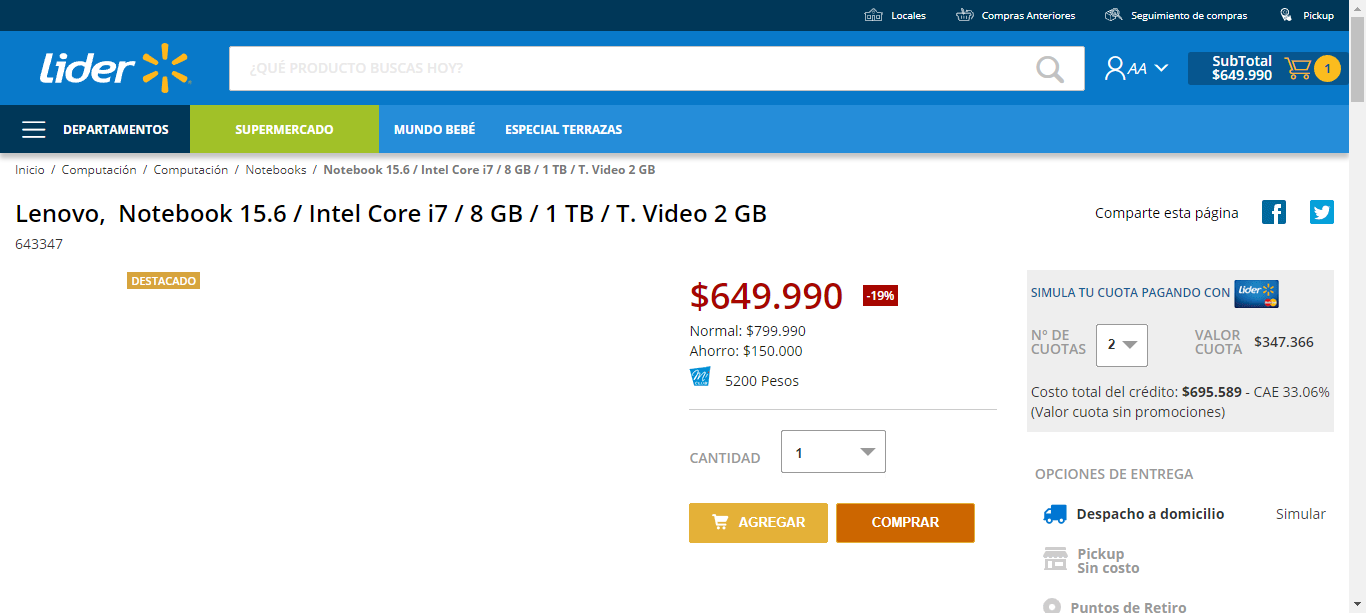 Locales Compras Anteriores Seguimiento de compras Pickup
Lider ¿QUÉ PRODUCTO BUSCAS HOY? AA SubTotal
$649.990 1
DEPARTAMENTOS SUPERMERCADO MUNDO BEBÉ ESPECIAL TERRAZAS
Inicio / Computación / Computación / Notebooks / Notebook 15.6 / Intel Core i7 / 8 GB / 1 TB / T. Video 2 GB
Lenovo, Notebook 15.6 / Intel Core i7 / 8 GB / 1 TB / T. Video 2 GB
Comparte esta página
643347
DESTACADO
$649.990 -19%
Normal: $799.990
Ahorro: $150.000
Mi CLUB 5200 Pesos
CANTIDAD 1
AGREGAR COMPRAR
SIMULA TU CUOTA PAGANDO CON Lider
N° DE
CUOTAS 2 VALOR
CUOTA $347.366
Costo total del crédito: $695.589 - CAE 33.06%
(Valor cuota sin promociones)
OPCIONES DE ENTREGA
Despacho a domicilio Simular
Pickup
Sin costo
Puntos de Retiro